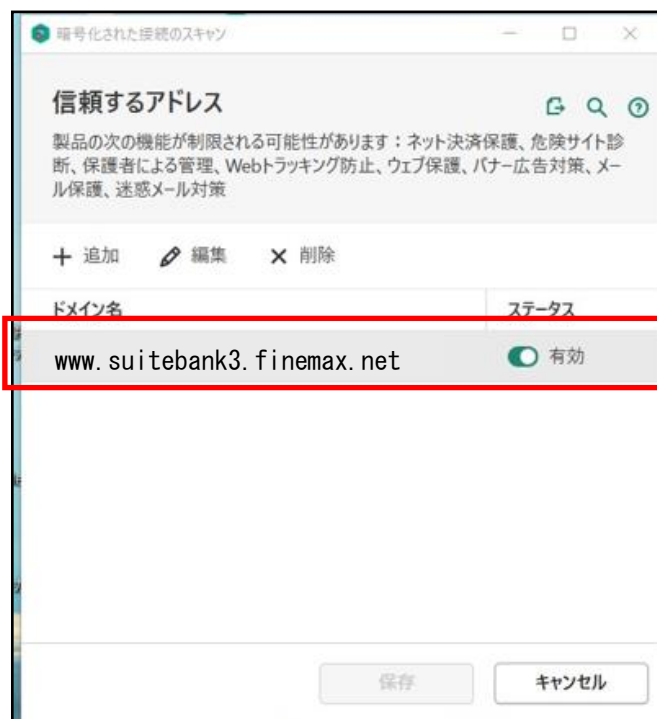 暗号化された接続のスキャン
信頼するアドレス
製品の次の機能が制限される可能性があります：ネット決済保護、危険サイト診
断、保護者による管理、Webトラッキング防止、ウェブ保護、バナー広告対策、メー
ル保護、迷惑メール対策
追加 編集 削除
ドメイン名 ステータス
www.suitebank3.finemax.net 有効
保存 キャンセル